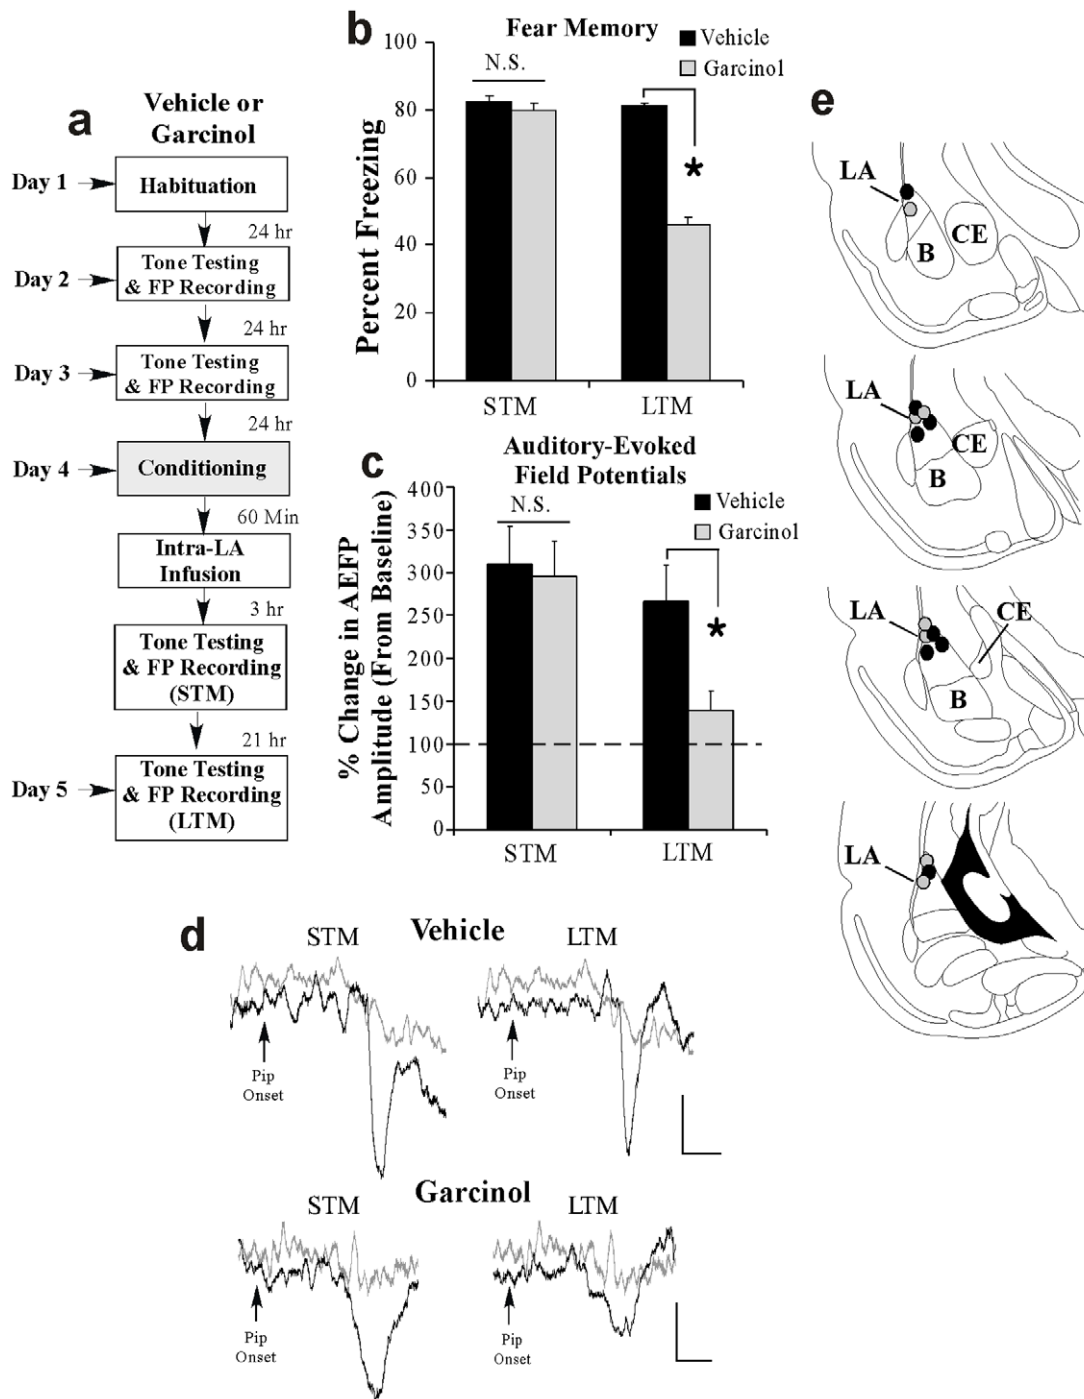 a
Vehicle or
Garcinol
Day 1
Habituation
24 hr
Day 2
Tone Testing
& FP Recording
24 hr
Day 3
Tone Testing
& FP Recording
24 hr
Day 4
Conditioning
60 Min
Intra-LA
Infusion
3 hr
Tone Testing
& FP Recording
(STM)
21 hr
Day 5
Tone Testing
& FP Recording
(LTM)
b
Fear Memory
Vehicle
Garcinol
N.S.
*
Percent Freezing
100
80
60
40
20
0
STM
LTM
c
Auditory-Evoked
Field Potentials
Vehicle
Garcinol
N.S.
*
% Change in AEFP
Amplitude (From Baseline)
400
350
300
250
200
150
100
50
0
STM
LTM
d
Vehicle
STM
LTM
Pip
Onset
Pip
Onset
Garcinol
STM
LTM
Pip
Onset
Pip
Onset
e
LA
CE
B
LA
CE
B
LA
CE
B
LA